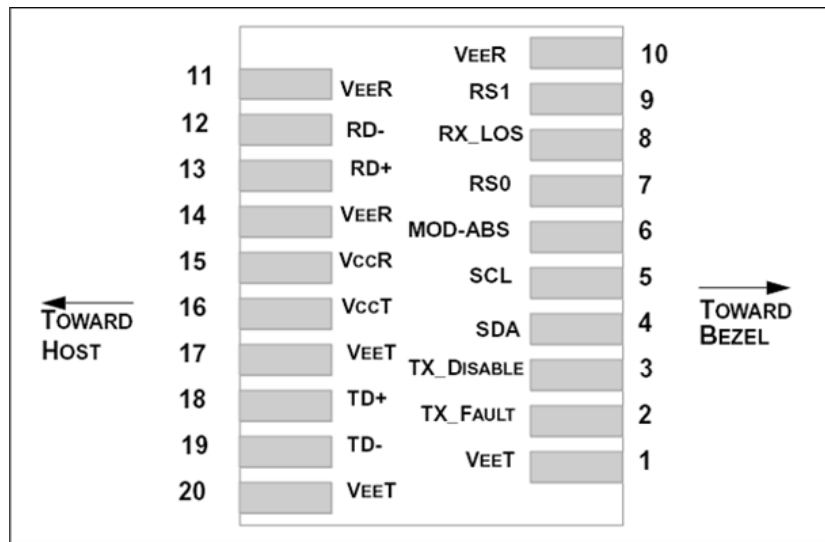 VEER 10
11 VEER
RS1 9
12 RD-
RX_LOS 8
13 RD+
RS0 7
14 VEER
MOD-ABS 6
15 VCCR
SCL 5
16 VCCT
SDA 4
17 VEET
TX_DISABLE 3
18 TD+
TX_FAULT 2
19 TD-
VEET 1
20 VEET
TOWARD
HOST
TOWARD
BEZEL